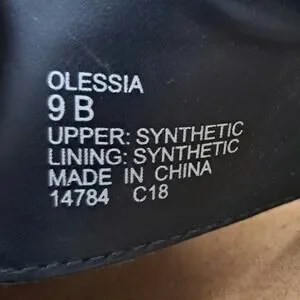 OLESSIA
9 B
UPPER: SYNTHETIC
LINING: SYNTHETIC
MADE IN CHINA
14784 C18